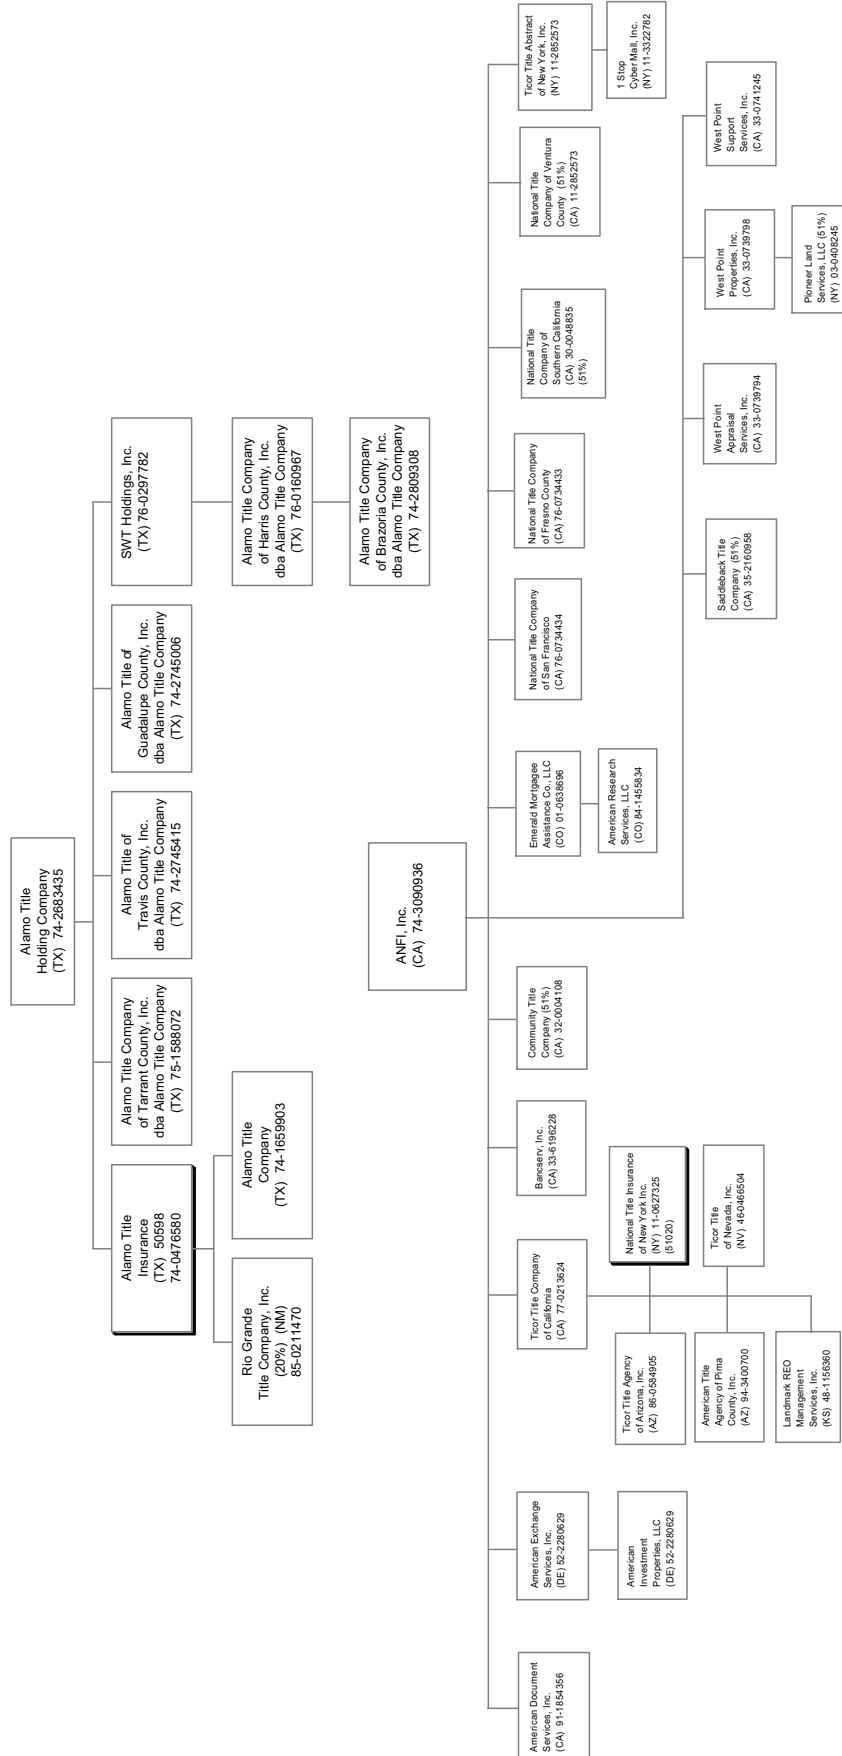 Alamo Title
Holding Company
(TX)  74-2683435
Alamo Title
Insurance
(TX)  50598
74-0476580
Alamo Title Company
of Tarrant County, Inc.
dba Alamo Title Company
(TX)  75-1588072
Alamo Title of
Travis County, Inc.
dba Alamo Title Company
(TX)  74-2745415
Alamo Title of
Guadalupe County, Inc.
dba Alamo Title Company
(TX)  74-2745006
SWT Holdings, Inc.
(TX) 76-0297782
Rio Grande
Title Company, Inc.
(20%)  (NM)
85-0211470
Alamo Title
Company
(TX)  74-1659903
Alamo Title Company
of Harris County, Inc.
dba Alamo Title Company
(TX)  76-0160967
Alamo Title Company
of Brazoria County, Inc.
dba Alamo Title Company
(TX)  74-2809308
ANFI, Inc.
(CA)  74-3090936
American Document
Services, Inc.
(CA)  91-1854356
American Exchange
Services, Inc.
(DE) 52-2280629
American
Investment
Properties, LLC
(DE) 52-2280629
Ticor Title Company
of California
(CA)  77-0213624
Ticor Title Agency
of Arizona, Inc.
(AZ)  86-0584905
National Title Insurance
of New York Inc.
(NY)  11-0627325
(51020)
American Title
Agency of Pima
County, Inc.
(AZ)  94-3400700
Ticor Title
of Nevada, Inc.
(NV)  46-0466504
Landmark REO
Management
Services, Inc.
(KS)  48-1156360
Bancserv, Inc.
(CA) 33-6196228
Community Title
Company (51%)
(CA)  32-0004108
Emerald Mortgagee
Assistance Co., LLC
(CO)  01-0638696
American Research
Services, LLC
(CO) 84-1455834
National Title Company
of San Francisco
(CA) 76-0734434
National Title Company
of Fresno County
(CA) 76-0734433
National Title
Company of
Southern California
(CA)  30-0048835
(51%)
National Title
Company of Ventura
County  (51%)
(CA)  11-2852573
Ticor Title Abstract
of New York, Inc.
(NY)  11-2852573
1 Stop
Cyber Mall, Inc.
(NY) 11-3322782
Saddleback Title
Company  (51%)
(CA)  35-2160958
West Point
Appraisal
Services, Inc.
(CA)  33-0739794
West Point
Properties, Inc.
(CA)  33-0739798
Pioneer Land
Services, LLC (51%)
(NY)  03-0408245
West Point
Support
Services, Inc.
(CA)  33-0741245